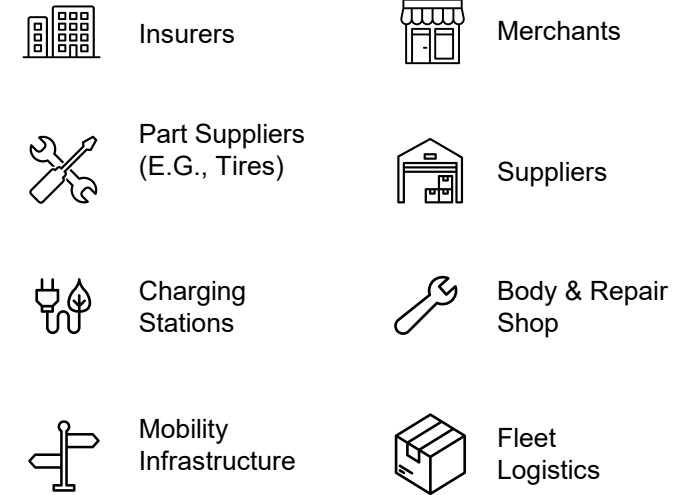 Insurers
Merchants
Part Suppliers
(E.G., Tires)
Suppliers
Charging
Stations
Body & Repair
Shop
Mobility
Infrastructure
Fleet
Logistics